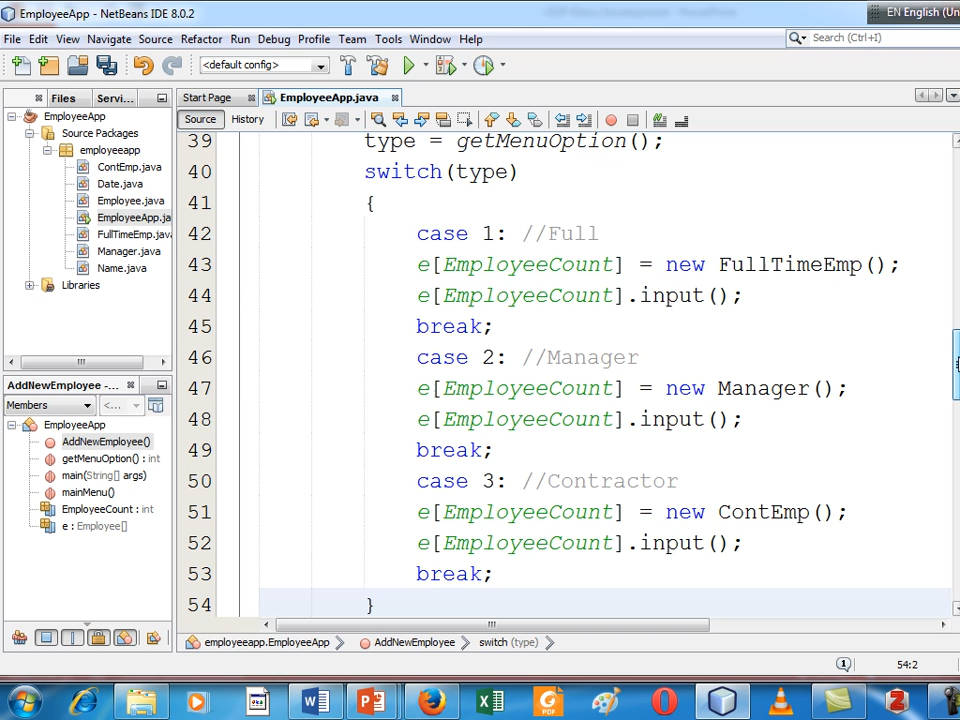 EmployeeApp - NetBeans IDE 8.0.2
EN English (Un
File Edit View Navigate Source Refactor Run Debug Profile Team Tools Window Help
Search (Ctrl+I)
<default config>
Files Servi...
Start Page EmployeeApp.java
Source History
EmployeeApp
Source Packages
employeeapp
ContEmp.java
Date.java
Employee.java
EmployeeApp.ja
FullTimeEmp.java
Manager.java
Name.java
Libraries
AddNewEmployee -...
Members <...
EmployeeApp
AddNewEmployee()
getMenuOption() : int
main(String[] args)
mainMenu()
EmployeeCount : int
e : Employee[]
39 type = getMenuOption();
40 switch(type)
41 {
42 case 1: //Full
43 e[EmployeeCount] = new FullTimeEmp();
44 e[EmployeeCount].input();
45 break;
46 case 2: //Manager
47 e[EmployeeCount] = new Manager();
48 e[EmployeeCount].input();
49 break;
50 case 3: //Contractor
51 e[EmployeeCount] = new ContEmp();
52 e[EmployeeCount].input();
53 break;
54 }
employeeapp.EmployeeApp AddNewEmployee switch (type)
1 54:2
PDF